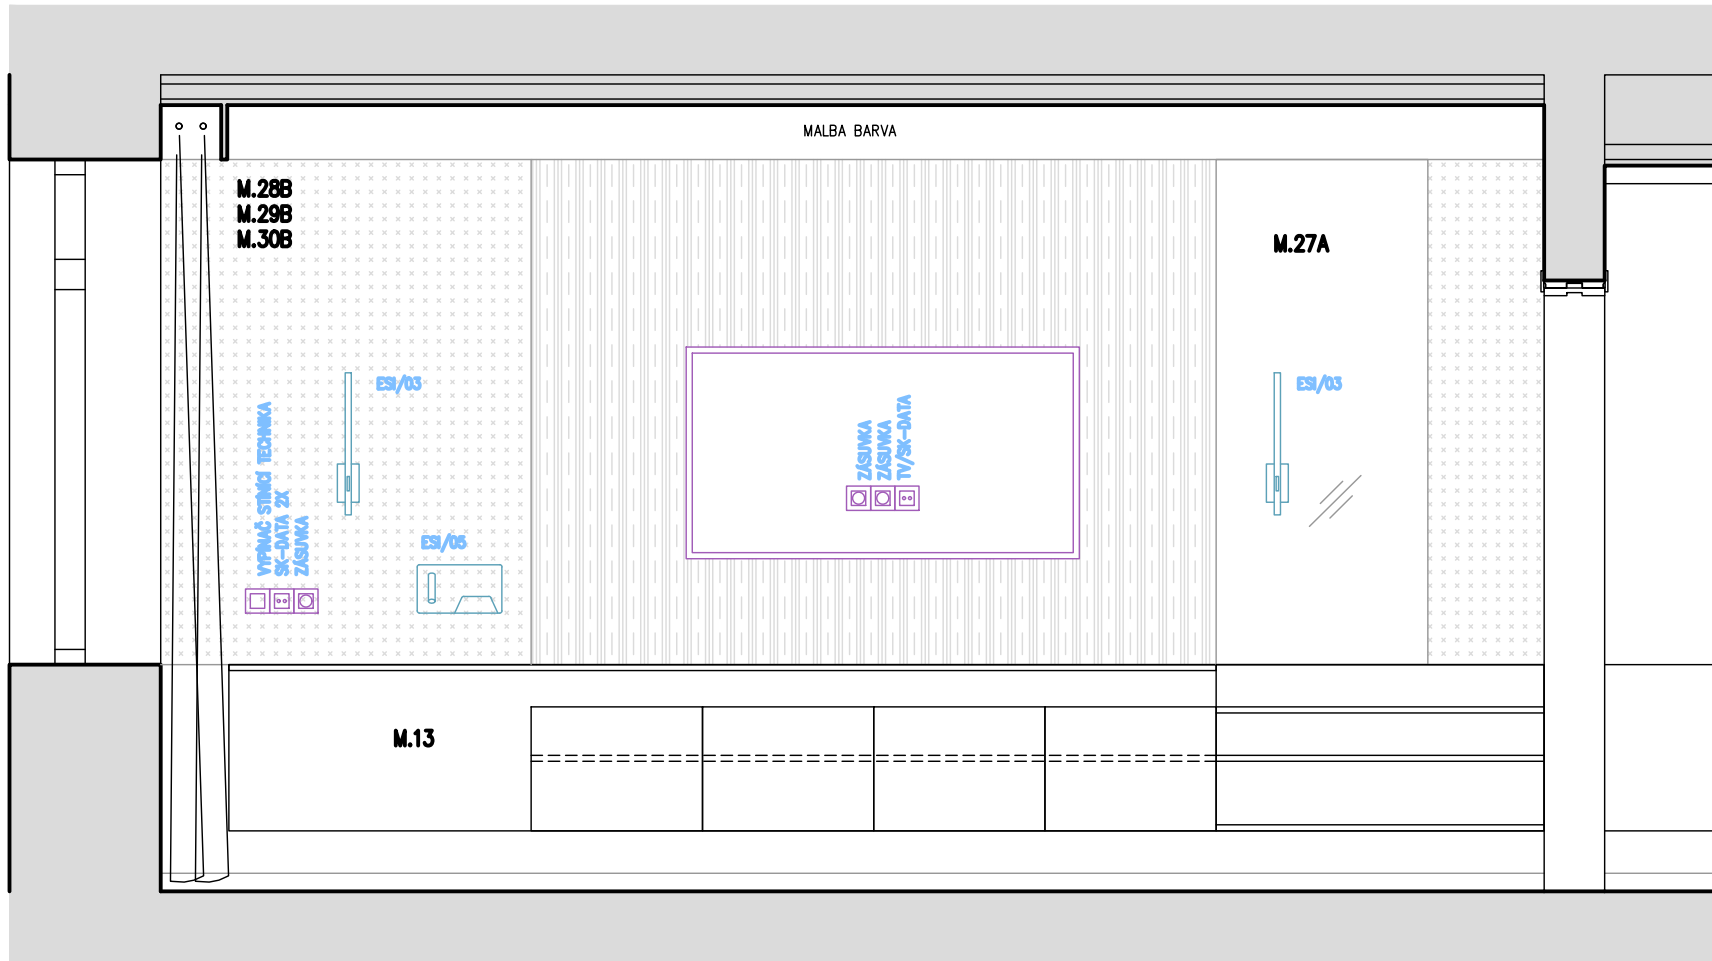 MALBA BARVA
M.28B
M.29B
M.30B
M.27A
ESI/03
ESI/03
VYPÍNAČ STÍNÍCÍ TECHNIKA
SK-DATA 2X
ZÁSUVKA
ZÁSUVKA
ZÁSUVKA
TV/SK-DATA
ESI/05
M.13